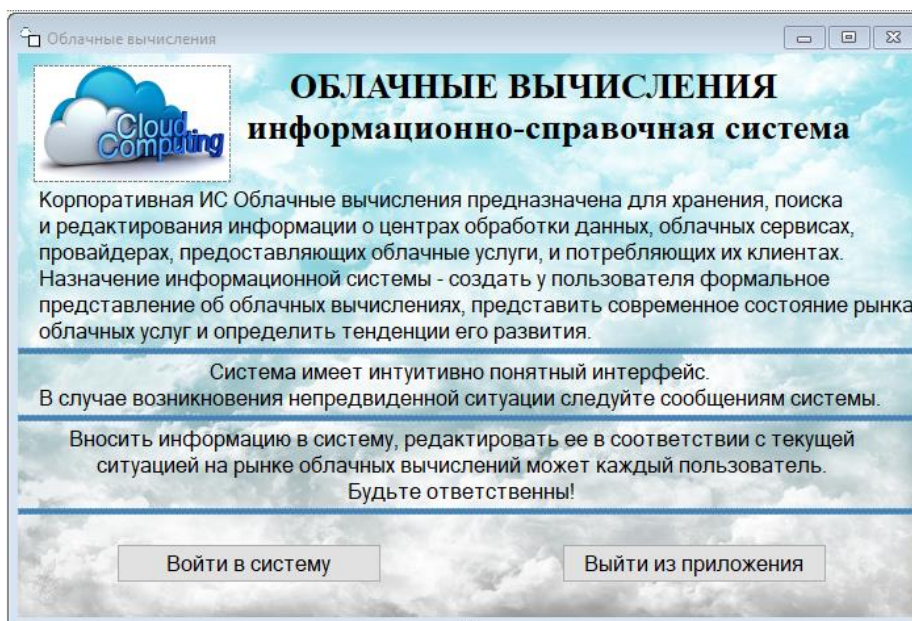 Облачные вычисления
Cloud
Computing
ОБЛАЧНЫЕ ВЫЧИСЛЕНИЯ
информационно-справочная система
Корпоративная ИС Облачные вычисления предназначена для хранения, поиска
и редактирования информации о центрах обработки данных, облачных сервисах,
провайдерах, предоставляющих облачные услуги, и потребляющих их клиентах.
Назначение информационной системы - создать у пользователя формальное
представление об облачных вычислениях, представить современное состояние рынка
облачных услуг и определить тенденции его развития.
Система имеет интуитивно понятный интерфейс.
В случае возникновения непредвиденной ситуации следуйте сообщениям системы.
Вносить информацию в систему, редактировать ее в соответствии с текущей
ситуацией на рынке облачных вычислений может каждый пользователь.
Будьте ответственны!
Войти в систему
Выйти из приложения